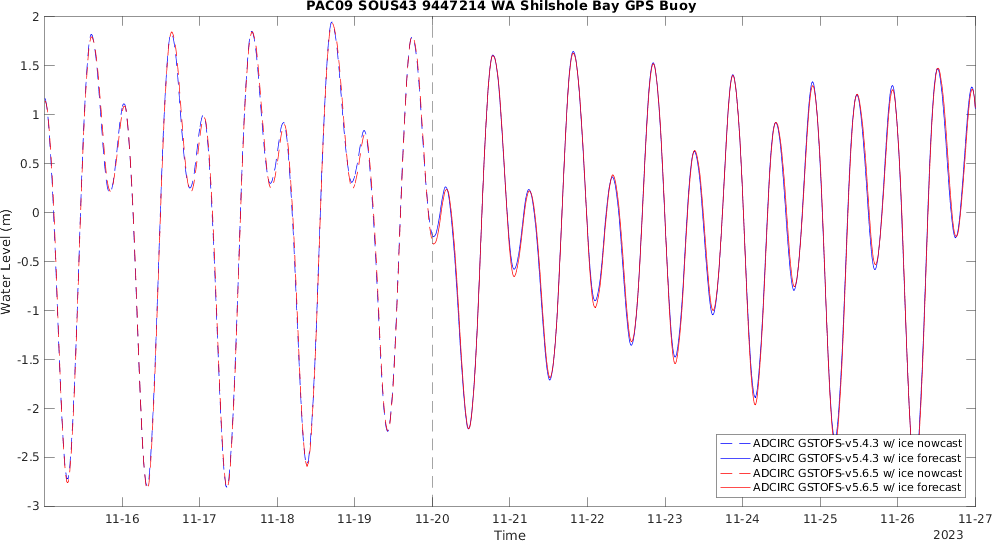 PAC09 SOUS43 9447214 WA Shilshole Bay GPS Buoy
2
1.5
1
0.5
0
-0.5
-1
-1.5
-2
-2.5
-3
Water Level (m)
ADCIRC GSTOFS-v5.4.3 w/ ice nowcast
ADCIRC GSTOFS-v5.4.3 w/ ice forecast
ADCIRC GSTOFS-v5.6.5 w/ ice nowcast
ADCIRC GSTOFS-v5.6.5 w/ ice forecast
11-16 11-17 11-18 11-19 11-20 11-21 11-22 11-23 11-24 11-25 11-26 11-27
Time
2023